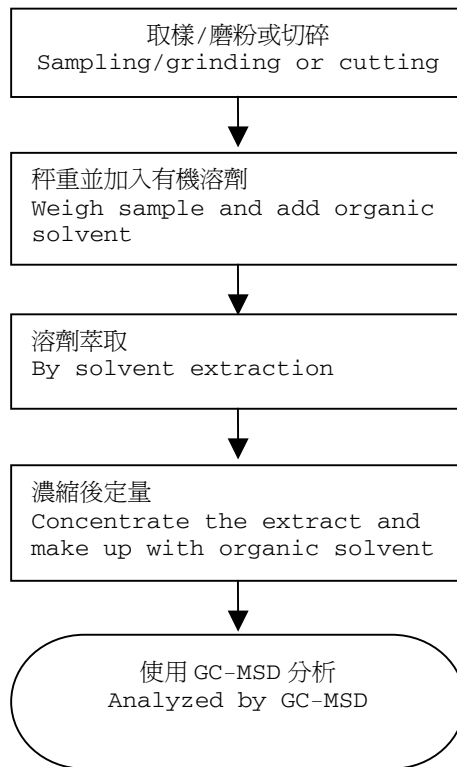 取樣/磨粉或切碎
Sampling/grinding or cutting
秤重並加入有機溶劑
Weigh sample and add organic
solvent
溶劑萃取
By solvent extraction
濃縮後定量
Concentrate the extract and
make up with organic solvent
使用 GC-MSD 分析
Analyzed by GC-MSD